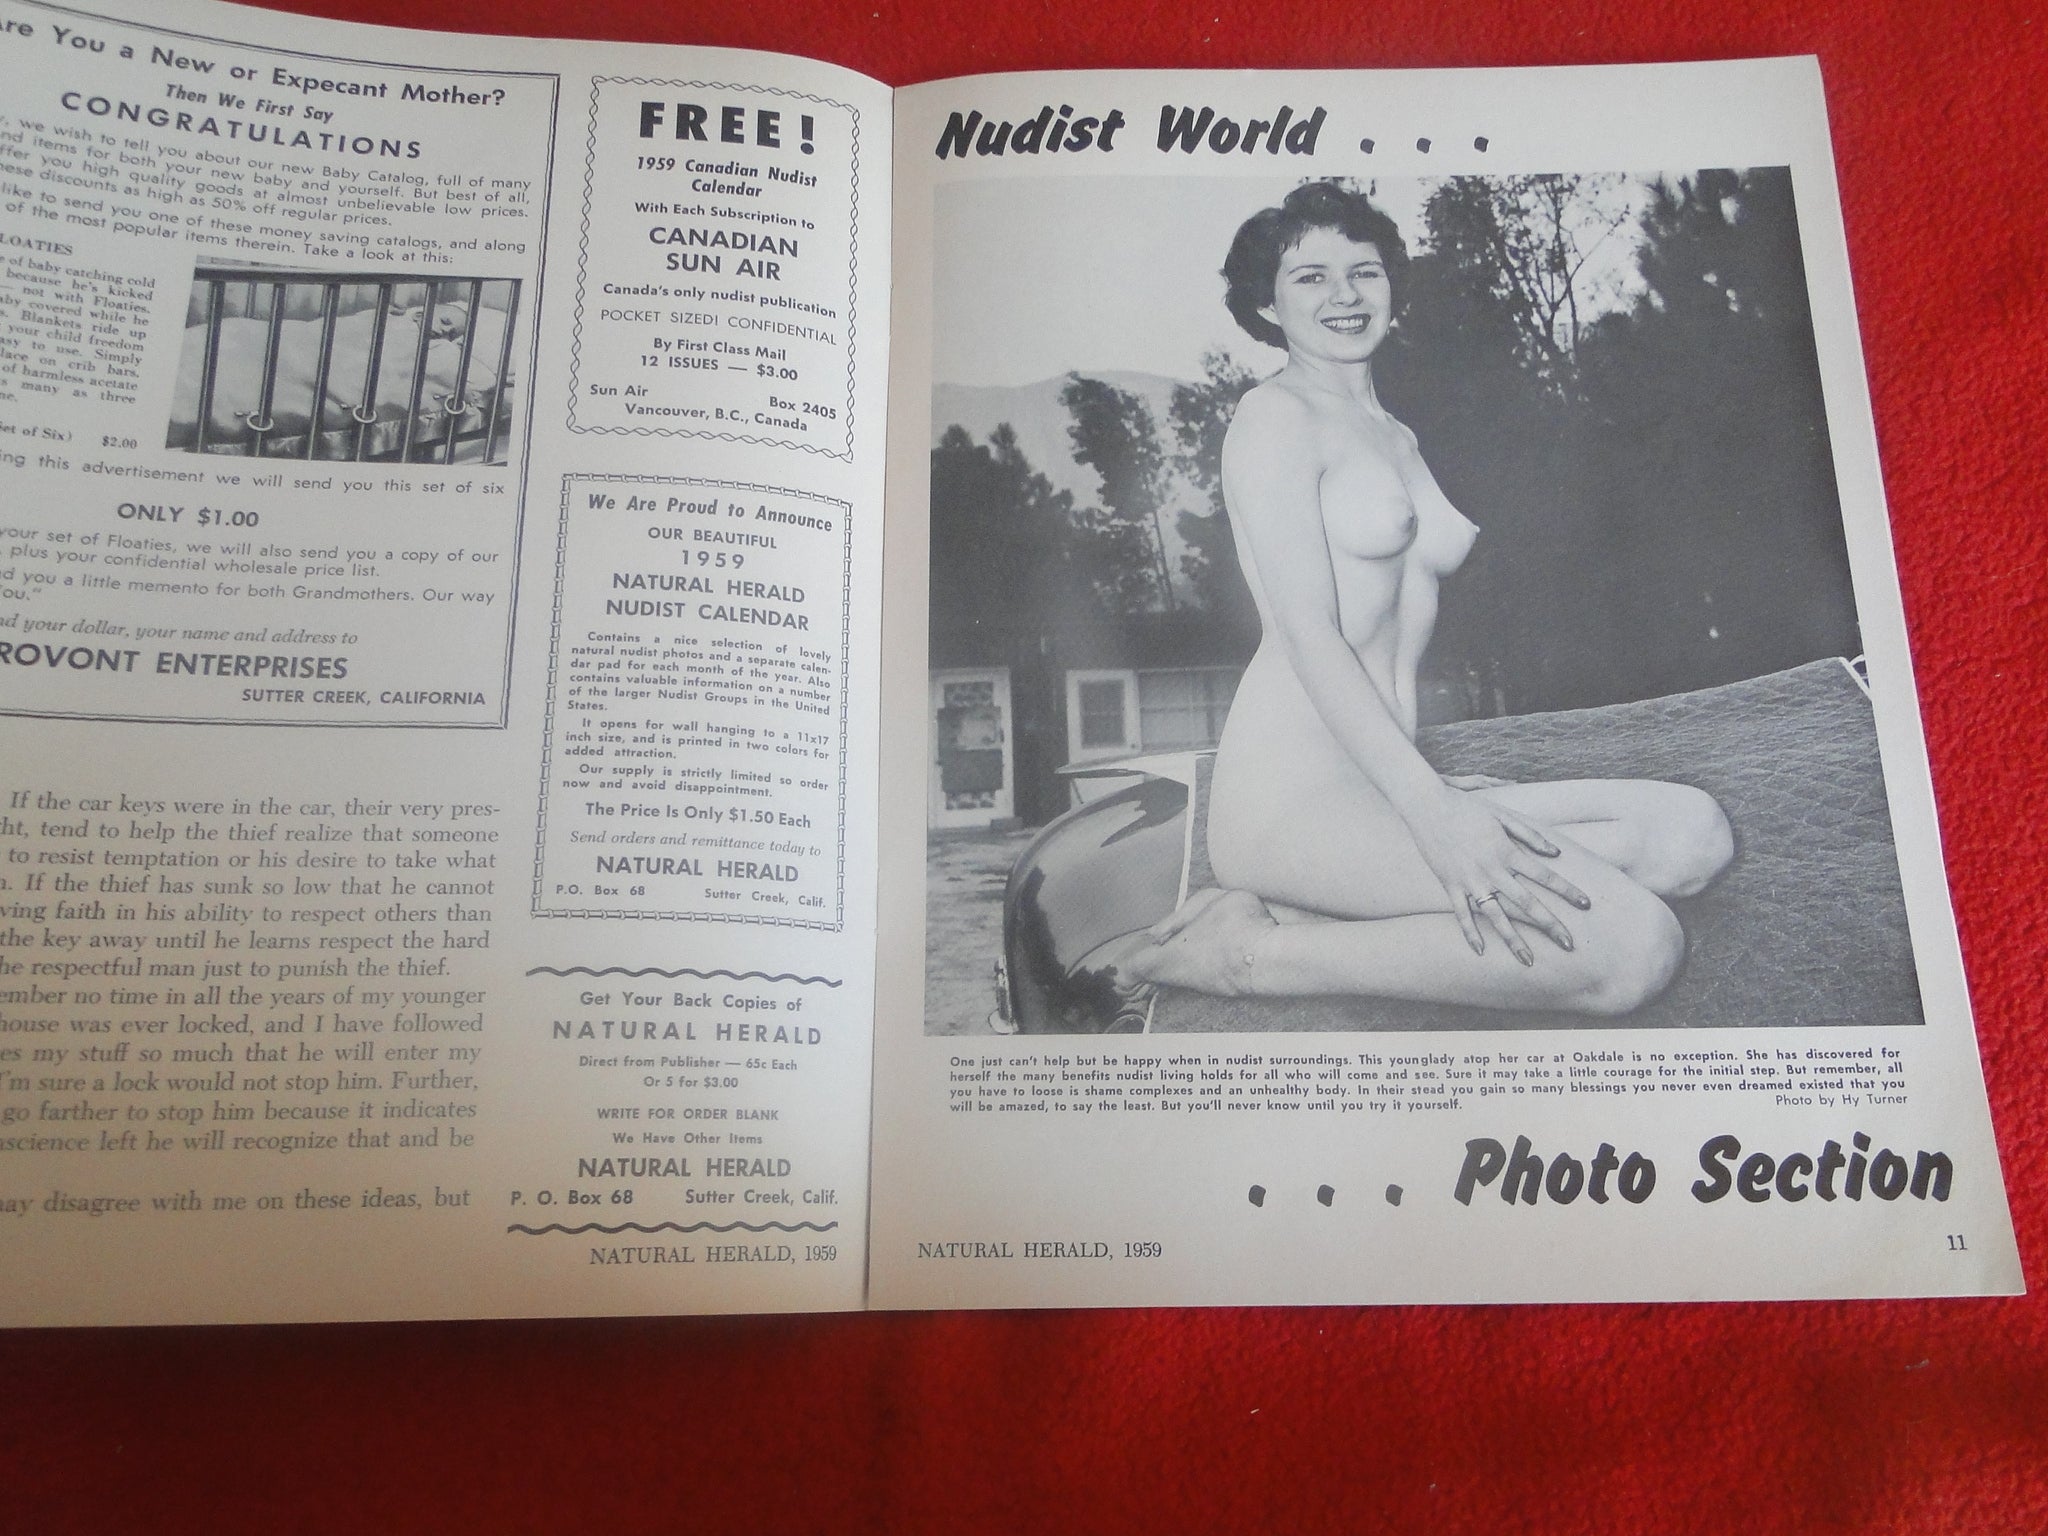 Are You a New or Expecant Mother?
Then We First Say
CONGRATULATIONS
we wish to tell you about our new Baby Catalog, full of many
items for both your new baby and yourself. But best of all,
offer you high quality goods at almost unbelievable low prices.
these discounts as high as 50% off regular prices.
like to send you one of these money saving catalogs, and along
of the most popular items therein. Take a look at this:
FLOATIES
of baby catching cold
because he's kicked
— not with Floaties.
baby covered while he
Blankets ride up
your child freedom
easy to use. Simply
place on crib bars.
of harmless acetate
as many as three
(Set of Six) $2.00
this advertisement we will send you this set of six
ONLY $1.00
your set of Floaties, we will also send you a copy of our
plus your confidential wholesale price list.
you a little memento for both Grandmothers. Our way
You."
your dollar, your name and address to
ROVONT ENTERPRISES
SUTTER CREEK, CALIFORNIA
If the car keys were in the car, their very pres-
tend to help the thief realize that someone
to resist temptation or his desire to take what
If the thief has sunk so low that he cannot
faith in his ability to respect others than
the key away until he learns respect the hard
the respectful man just to punish the thief.
no time in all the years of my younger
house was ever locked, and I have followed
my stuff so much that he will enter my
I'm sure a lock would not stop him. Further,
go farther to stop him because it indicates
conscience left he will recognize that and be
may disagree with me on these ideas, but
FREE!
1959 Canadian Nudist
Calendar
With Each Subscription to
CANADIAN
SUN AIR
Canada's only nudist publication
POCKET SIZED! CONFIDENTIAL
By First Class Mail
12 ISSUES — $3.00
Sun Air Box 2405
Vancouver, B.C., Canada
We Are Proud to Announce
OUR BEAUTIFUL
1959
NATURAL HERALD
NUDIST CALENDAR
Contains a nice selection of lovely
natural nudist photos and a separate calen-
dar pad for each month of the year. Also
contains valuable information on a number
of the larger Nudist Groups in the United
States.
It opens for wall hanging to a 11x17
inch size, and is printed in two colors for
added attraction.
Our supply is strictly limited so order
now and avoid disappointment.
The Price Is Only $1.50 Each
Send orders and remittance today to
NATURAL HERALD
P.O. Box 68 Sutter Creek, Calif.
Get Your Back Copies of
NATURAL HERALD
Direct from Publisher — 65c Each
Or 5 for $3.00
WRITE FOR ORDER BLANK
We Have Other Items
NATURAL HERALD
P. O. Box 68 Sutter Creek, Calif.
NATURAL HERALD, 1959
Nudist World . . .
One just can't help but be happy when in nudist surroundings. This younglady atop her car at Oakdale is no exception. She has discovered for
herself the many benefits nudist living holds for all who will come and see. Sure it may take a little courage for the initial step. But remember, all
you have to loose is shame complexes and an unhealthy body. In their stead you gain so many blessings you never even dreamed existed that you
will be amazed, to say the least. But you'll never know until you try it yourself. Photo by Hy Turner
. . . Photo Section
NATURAL HERALD, 1959 11